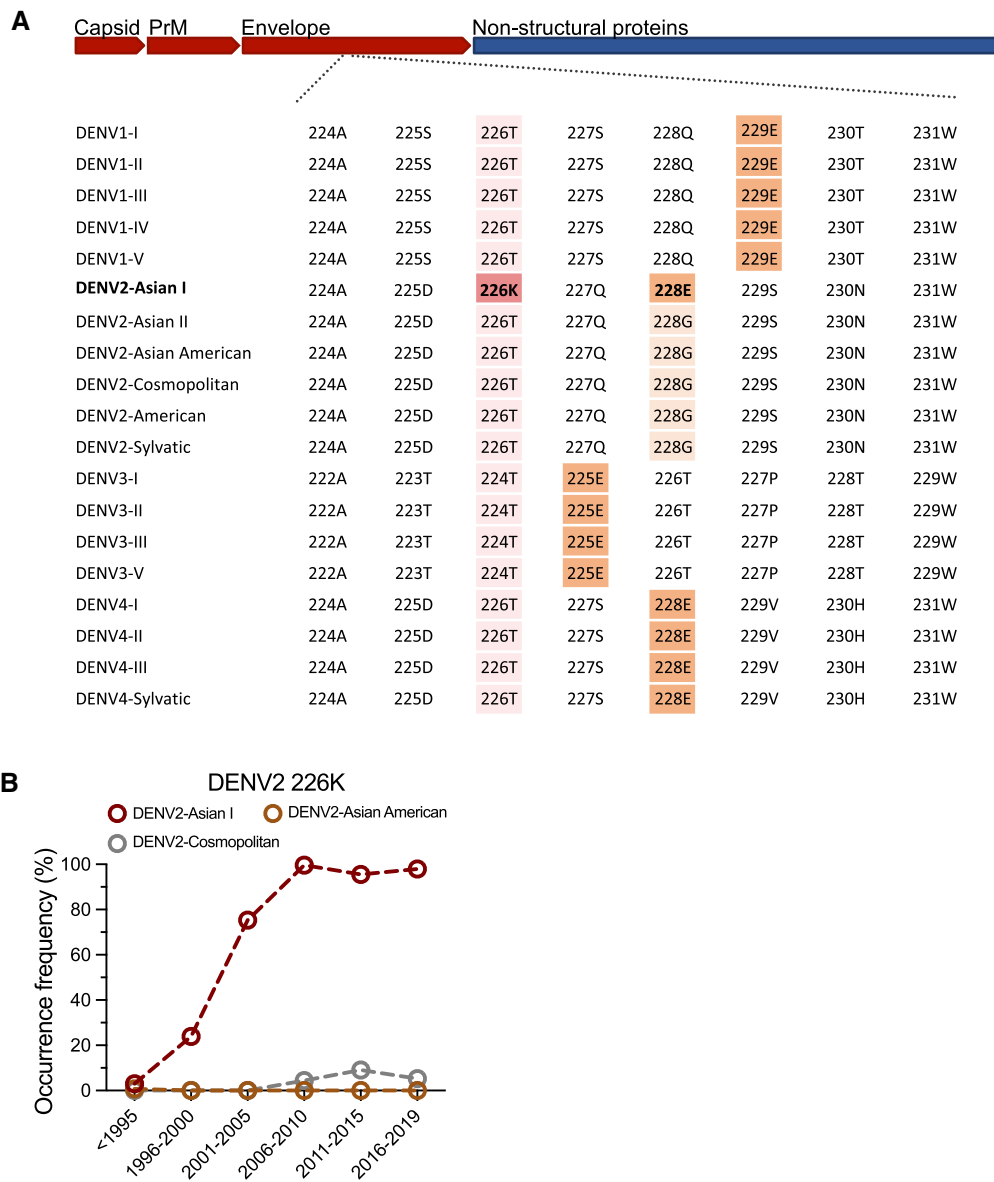 A
Capsid PrM Envelope Non-structural proteins
DENV1-I 224A 225S 226T 227S 228Q 229E 230T 231W
DENV1-II 224A 225S 226T 227S 228Q 229E 230T 231W
DENV1-III 224A 225S 226T 227S 228Q 229E 230T 231W
DENV1-IV 224A 225S 226T 227S 228Q 229E 230T 231W
DENV1-V 224A 225S 226T 227S 228Q 229E 230T 231W
DENV2-Asian I 224A 225D 226K 227Q 228E 229S 230N 231W
DENV2-Asian II 224A 225D 226T 227Q 228G 229S 230N 231W
DENV2-Asian American 224A 225D 226T 227Q 228G 229S 230N 231W
DENV2-Cosmopolitan 224A 225D 226T 227Q 228G 229S 230N 231W
DENV2-American 224A 225D 226T 227Q 228G 229S 230N 231W
DENV2-Sylvatic 224A 225D 226T 227Q 228G 229S 230N 231W
DENV3-I 222A 223T 224T 225E 226T 227P 228T 229W
DENV3-II 222A 223T 224T 225E 226T 227P 228T 229W
DENV3-III 222A 223T 224T 225E 226T 227P 228T 229W
DENV3-V 222A 223T 224T 225E 226T 227P 228T 229W
DENV4-I 224A 225D 226T 227S 228E 229V 230H 231W
DENV4-II 224A 225D 226T 227S 228E 229V 230H 231W
DENV4-III 224A 225D 226T 227S 228E 229V 230H 231W
DENV4-Sylvatic 224A 225D 226T 227S 228E 229V 230H 231W
B
DENV2 226K
DENV2-Asian I DENV2-Asian American
DENV2-Cosmopolitan
Occurrence frequency (%)
100
80
60
40
20
0
<1995 1996-2000 2001-2005 2006-2010 2011-2015 2016-2019